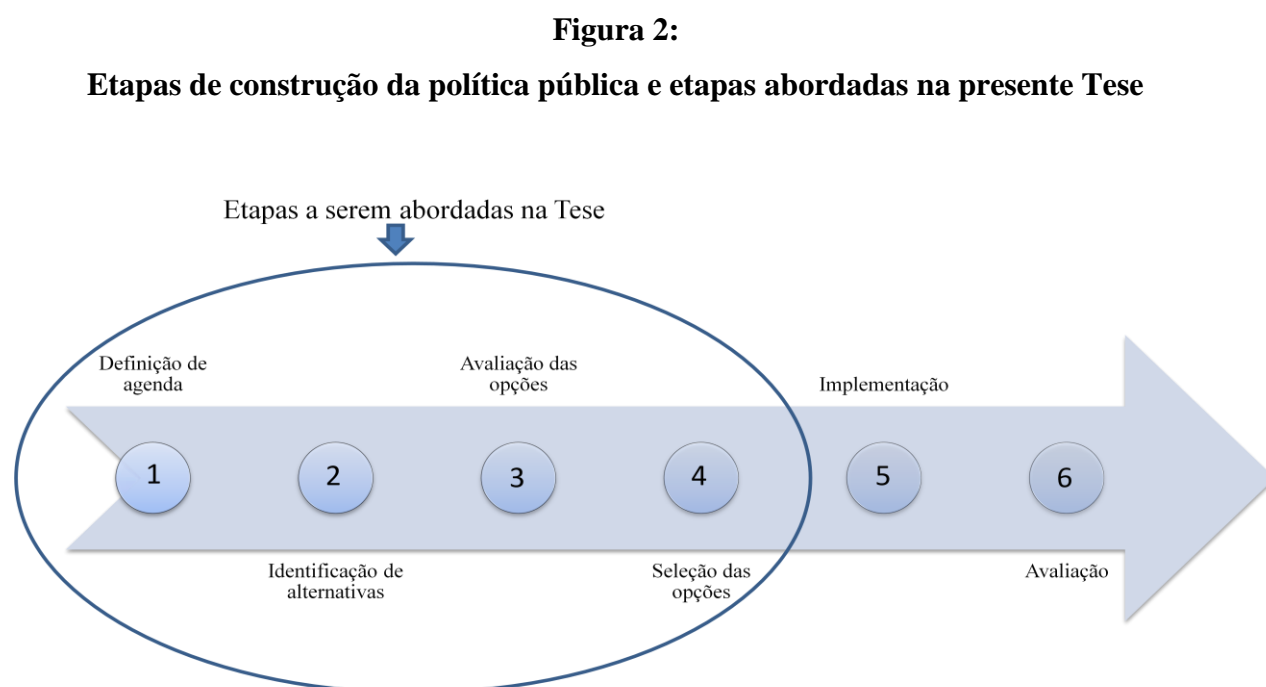 Figura 2:
Etapas de construção da política pública e etapas abordadas na presente Tese
Etapas a serem abordadas na Tese
Definição de
agenda
Avaliação das
opções
Implementação
1
2
3
4
5
6
Identificação de
alternativas
Seleção das
opções
Avaliação